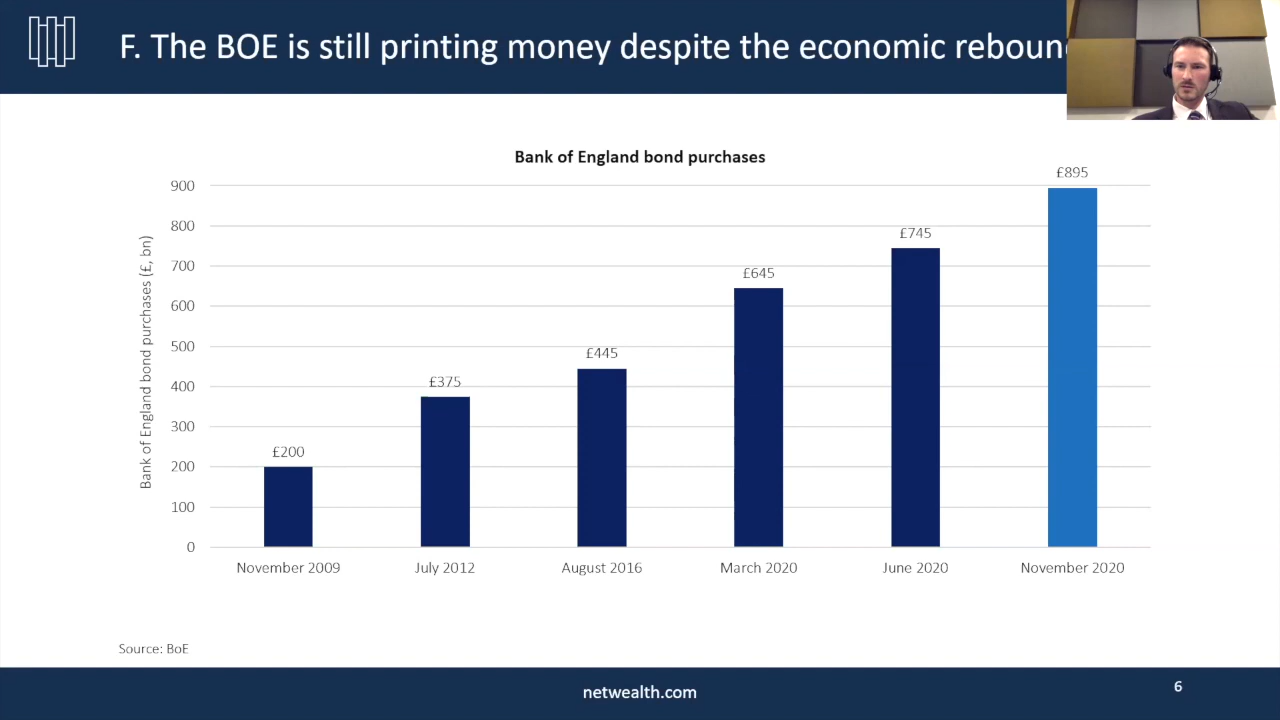 F. The BOE is still printing money despite the economic
Bank of England bond purchases
Bank of England bond purchases (£, bn)
900
800
700
600
500
400
300
200
100
0
£200
£375
£445
£645
£745
£895
November 2009
July 2012
August 2016
March 2020
June 2020
November 2020
Source: BoE
netwealth.com
6